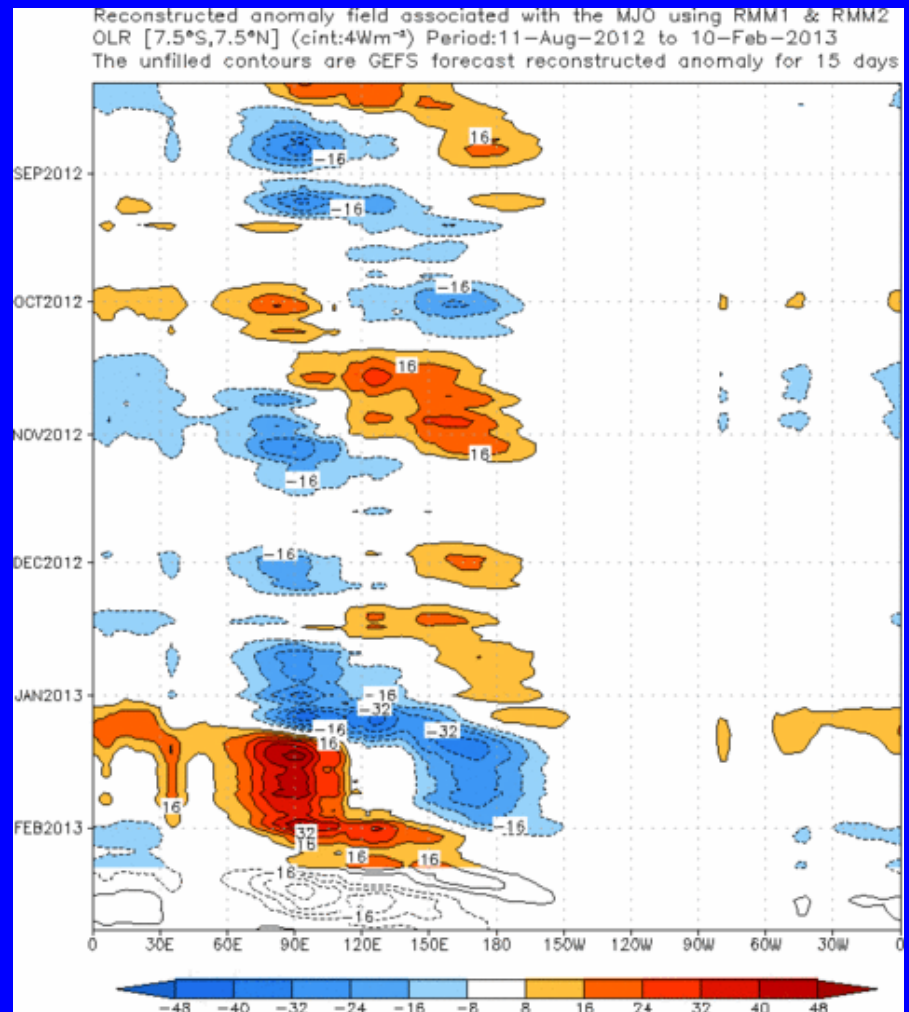 Reconstructed anomaly field associated with the MJO using RMM1 & RMM2
OLR [7.5°S,7.5°N] (cint:4Wm⁻²) Period:11-Aug-2012 to 10-Feb-2013
The unfilled contours are GEFS forecast reconstructed anomaly for 15 days
16
-16
SEP2012
-16
-16
OCT2012
16
NOV2012
16
-16
-16
DEC2012
JAN2013
-16
-32
-16
-32
16
16
FEB2013
-16
32
16
16
16
-16
-16
0 30E 60E 90E 120E 150E 180 150W 120W 90W 60W 30W 0
-48 -40 -32 -24 -16 -8 8 16 24 32 40 48